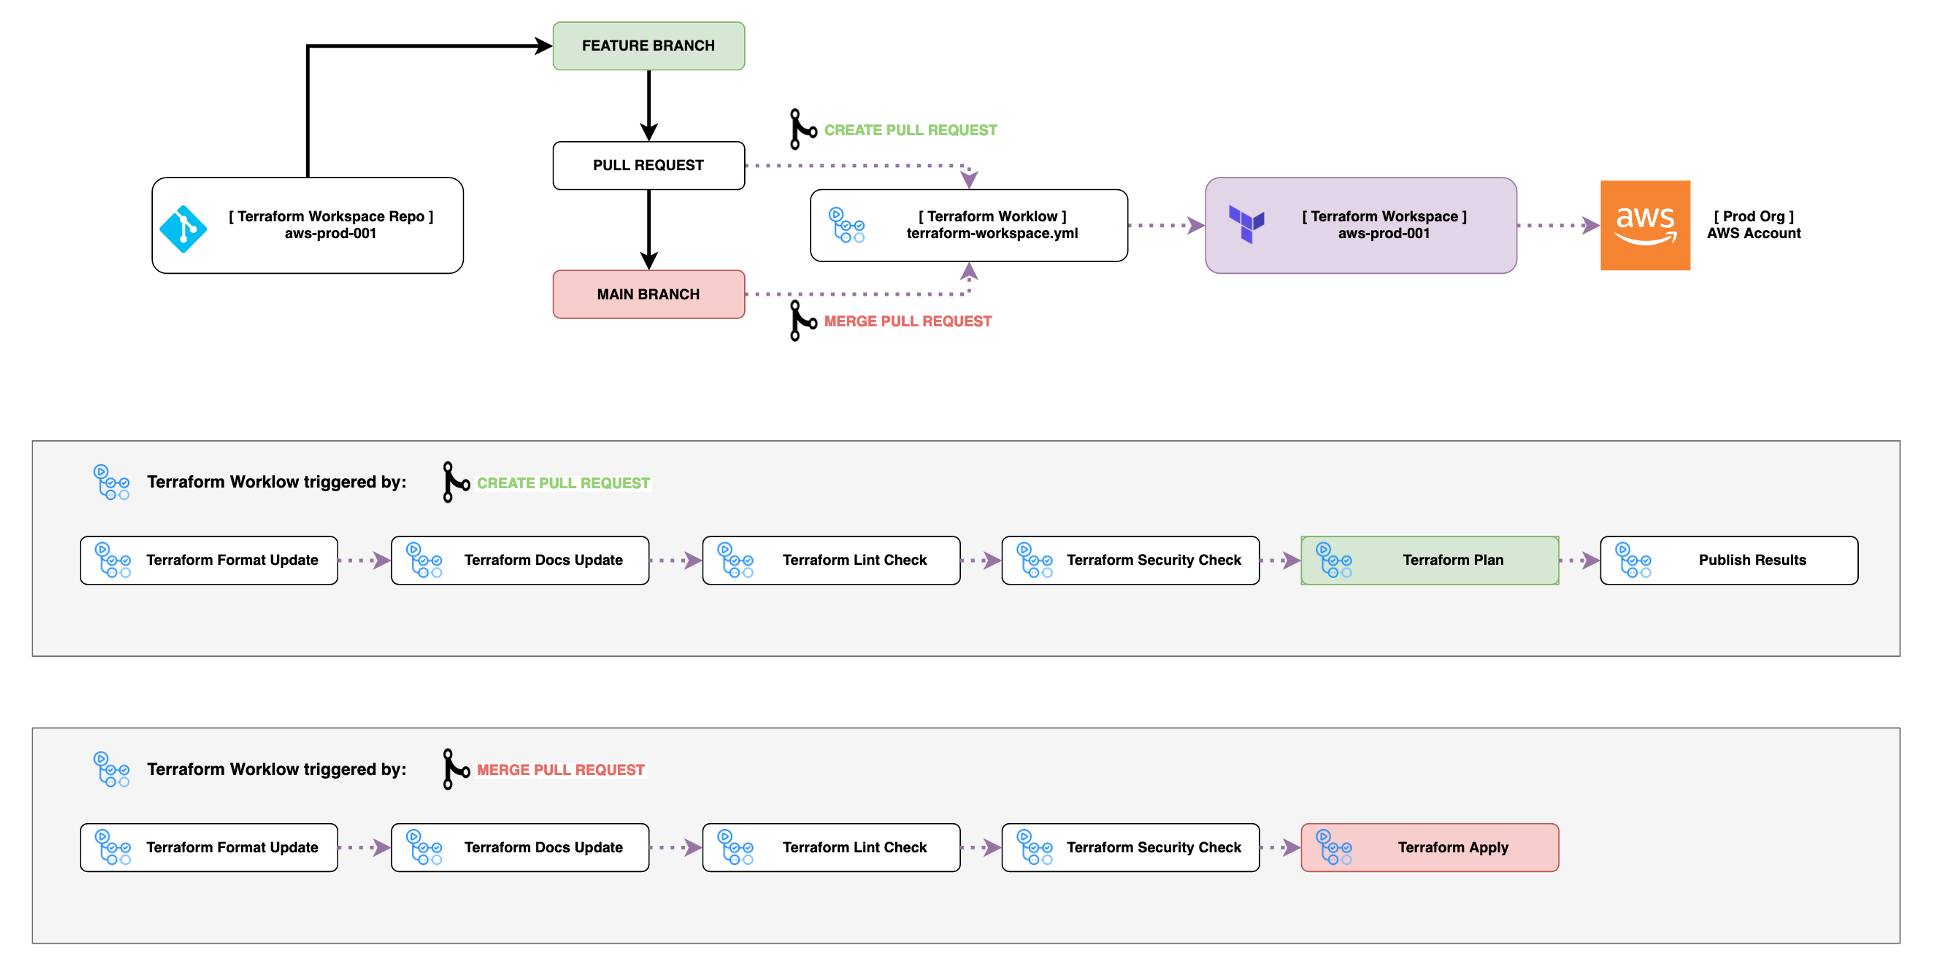 FEATURE BRANCH
CREATE PULL REQUEST
PULL REQUEST
[ Terraform Workspace Repo ]
aws-prod-001
[ Terraform Worklow ]
terraform-workspace.yml
[ Terraform Workspace ]
aws-prod-001
aws
[ Prod Org ]
AWS Account
MAIN BRANCH
MERGE PULL REQUEST
Terraform Worklow triggered by:
CREATE PULL REQUEST
Terraform Format Update
Terraform Docs Update
Terraform Lint Check
Terraform Security Check
Terraform Plan
Publish Results
Terraform Worklow triggered by:
MERGE PULL REQUEST
Terraform Format Update
Terraform Docs Update
Terraform Lint Check
Terraform Security Check
Terraform Apply